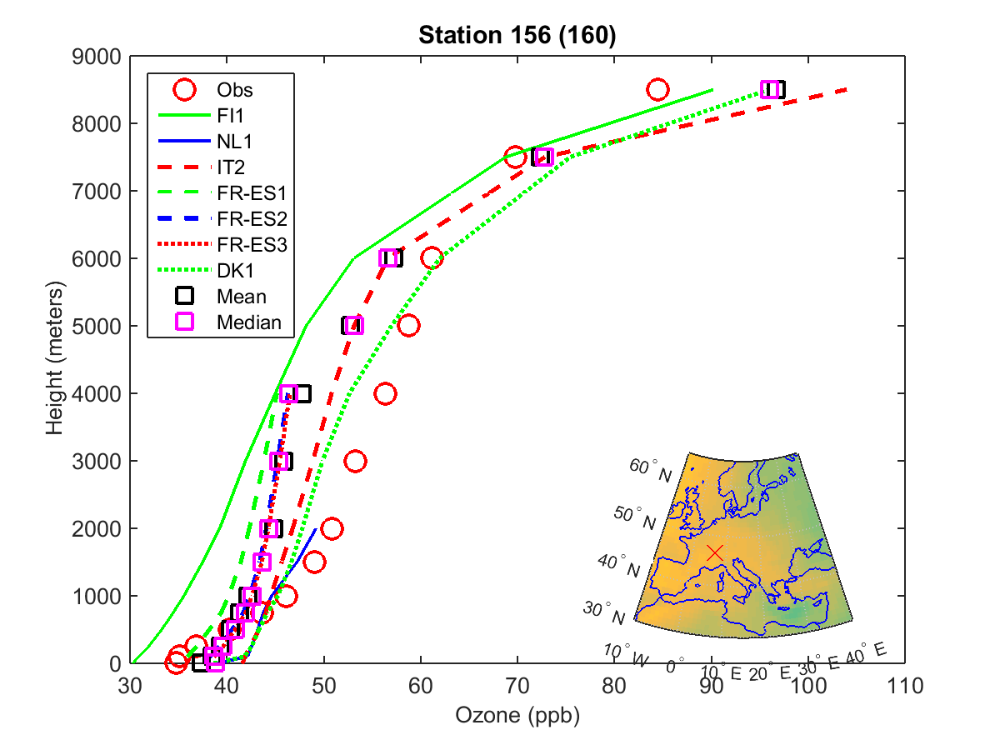 Station 156 (160)
9000
8000
7000
6000
5000
4000
3000
2000
1000
0
Height (meters)
Obs
FI1
NL1
IT2
FR-ES1
FR-ES2
FR-ES3
DK1
Mean
Median
60° N
50° N
40° N
30° N
10° W
0°
10° E
20° E
30° E
40° E
30
40
50
60
70
80
90
100
110
Ozone (ppb)